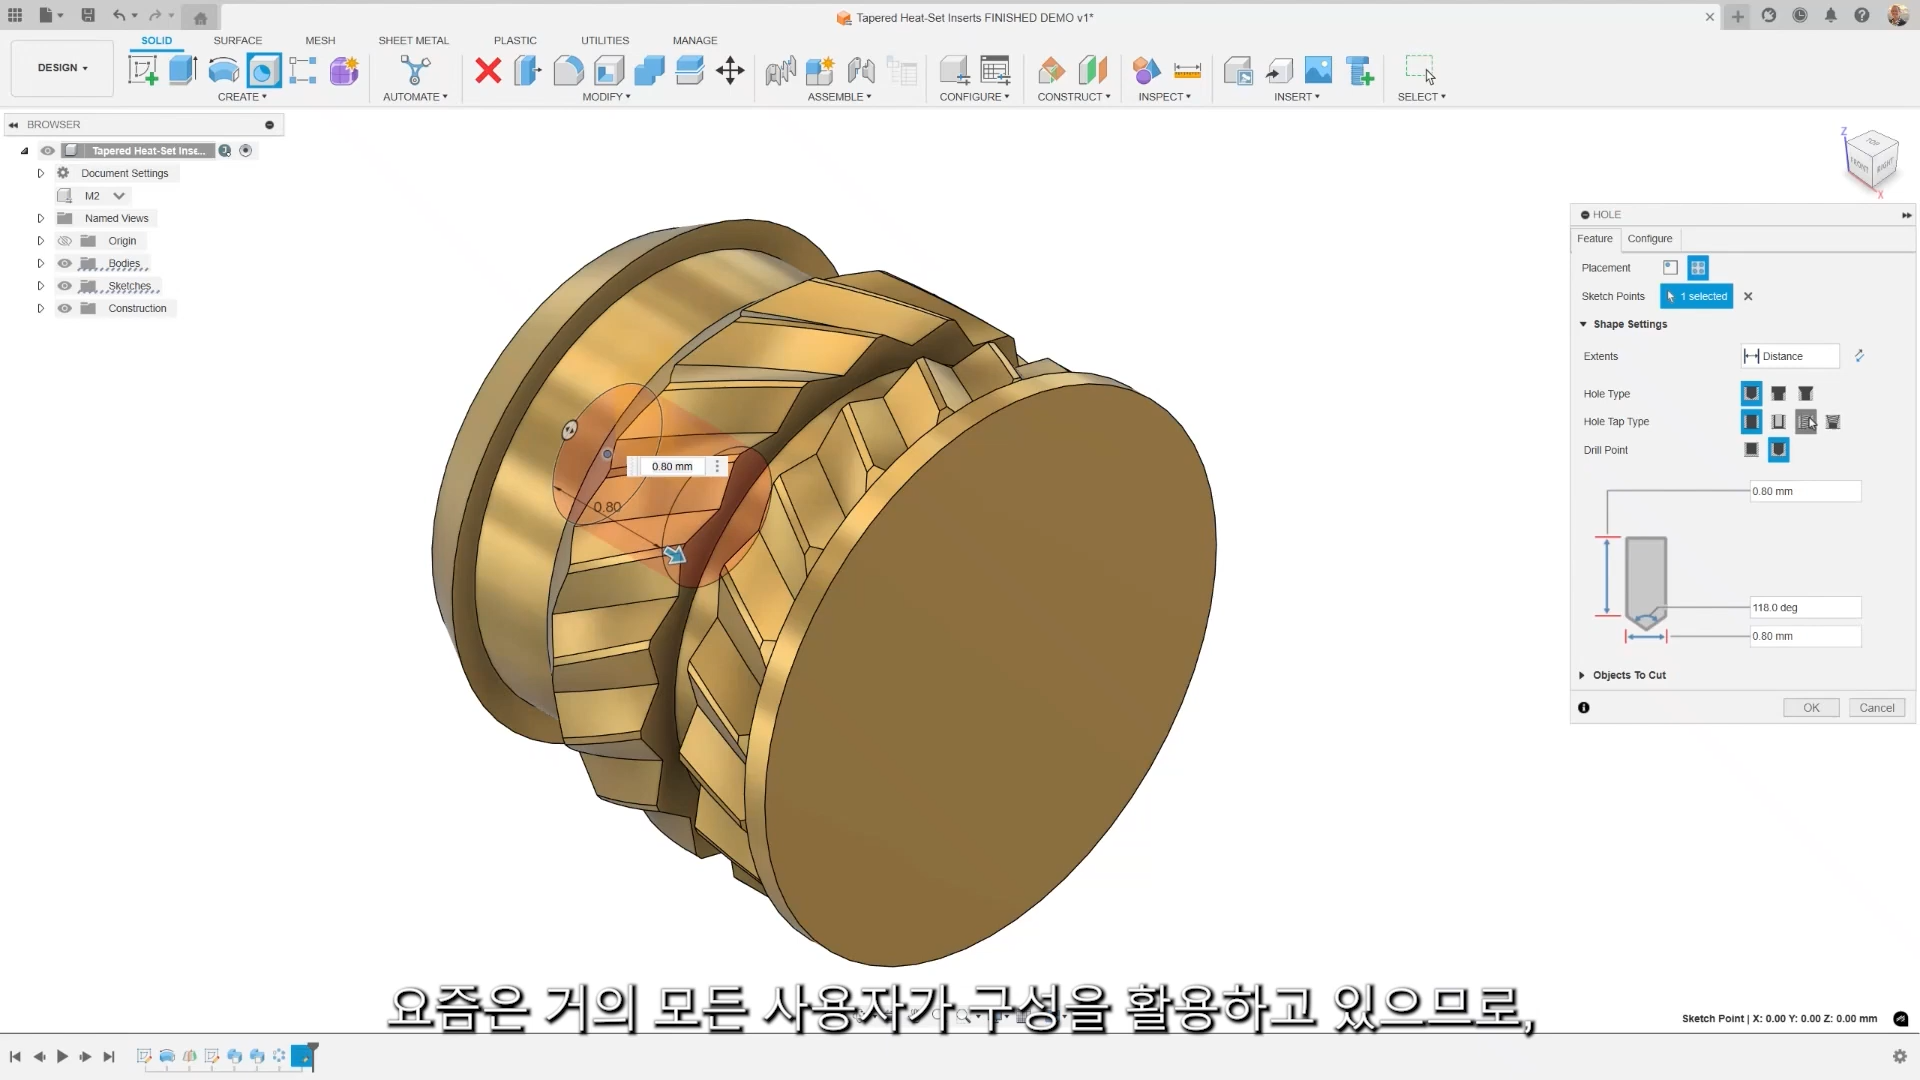 Tapered Heat-Set Inserts FINISHED DEMO v1*
SOLID SURFACE MESH SHEET METAL PLASTIC UTILITIES MANAGE
DESIGN
CREATE AUTOMATE MODIFY ASSEMBLE CONFIGURE CONSTRUCT INSPECT INSERT SELECT
BROWSER
Tapered Heat-Set Inse...
Document Settings
M2
Named Views
Origin
Bodies
Sketches
Construction
Z
TOP
FRONT
RIGHT
X
0.80 mm
0.80
HOLE
Feature Configure
Placement
Sketch Points 1 selected
Shape Settings
Extents Distance
Hole Type
Hole Tap Type
Drill Point
0.80 mm
118.0 deg
0.80 mm
Objects To Cut
OK Cancel
요즘은 거의 모든 사용자가 구성을 활용하고 있으므로,
Sketch Point | X: 0.00 Y: 0.00 Z: 0.00 mm